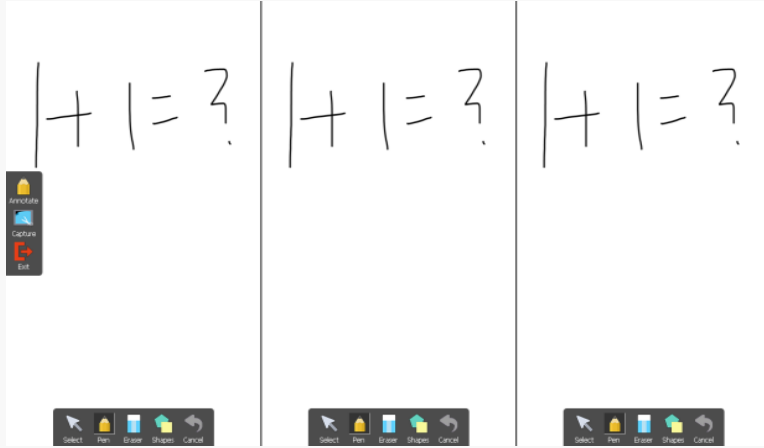 1+1=? 1+1=? 1+1=?
Annotate
Capture
Exit
Select Pen Eraser Shapes Cancel Select Pen Eraser Shapes Cancel Select Pen Eraser Shapes Cancel